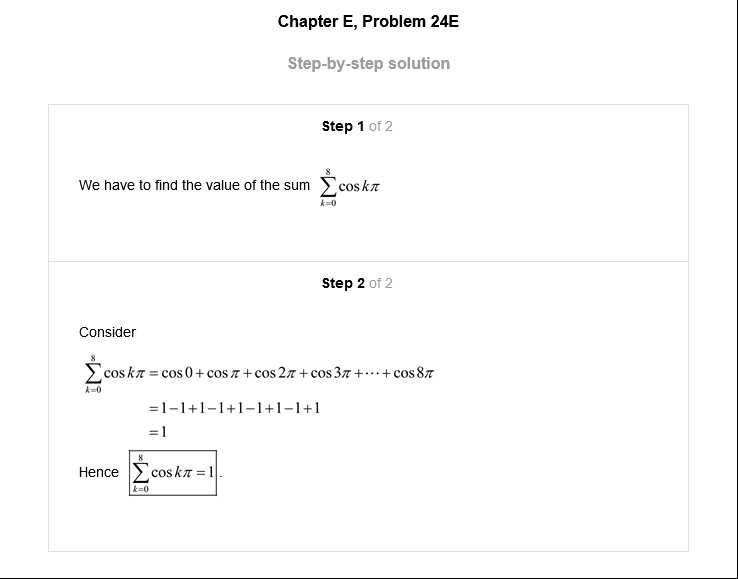 Chapter E, Problem 24E
Step-by-step solution
Step 1 of 2
We have to find the value of the sum $\sum_{k=0}^{8} \cos k\pi$
Step 2 of 2
Consider
$\sum_{k=0}^{8} \cos k\pi = \cos 0 + \cos \pi + \cos 2\pi + \cos 3\pi + \cdots + \cos 8\pi$
$= 1-1+1-1+1-1+1-1+1$
$= 1$
Hence $\boxed{\sum_{k=0}^{8} \cos k\pi = 1}$.